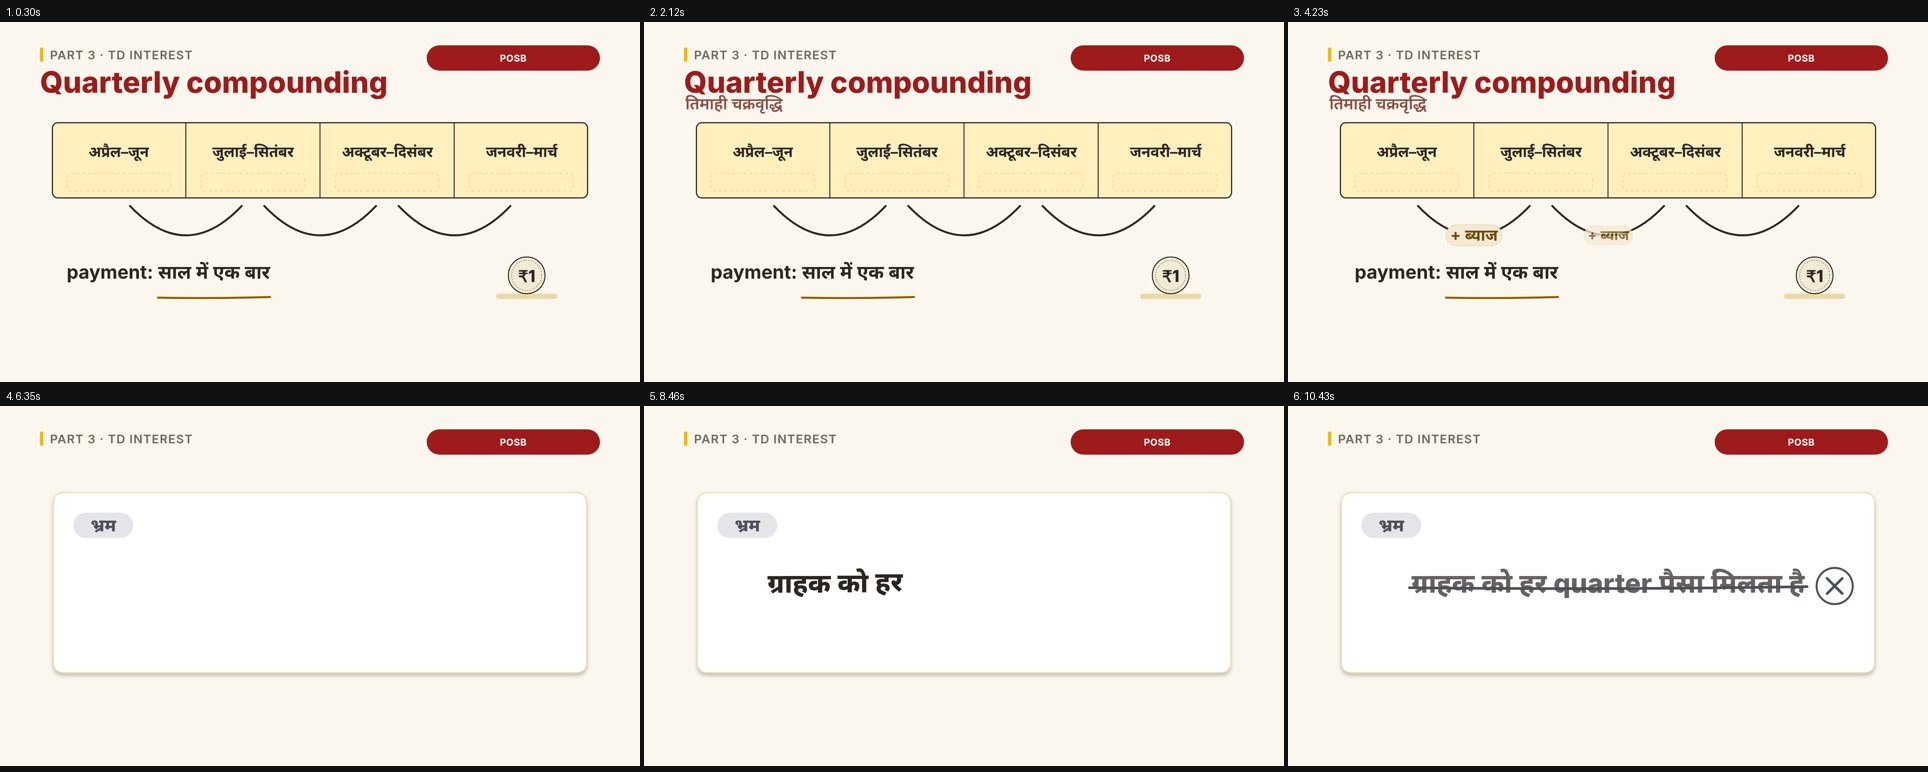 1. 0.30s
PART 3 · TD INTEREST
POSB
Quarterly compounding
अप्रैल–जून
जुलाई–सितंबर
अक्टूबर–दिसंबर
जनवरी–मार्च
payment: साल में एक बार
₹1
2. 2.12s
PART 3 · TD INTEREST
POSB
Quarterly compounding
तिमाही चक्रवृद्धि
अप्रैल–जून
जुलाई–सितंबर
अक्टूबर–दिसंबर
जनवरी–मार्च
payment: साल में एक बार
₹1
3. 4.23s
PART 3 · TD INTEREST
POSB
Quarterly compounding
तिमाही चक्रवृद्धि
अप्रैल–जून
जुलाई–सितंबर
अक्टूबर–दिसंबर
जनवरी–मार्च
+ ब्याज
+ ब्याज
payment: साल में एक बार
₹1
4. 6.35s
PART 3 · TD INTEREST
POSB
भ्रम
5. 8.46s
PART 3 · TD INTEREST
POSB
भ्रम
ग्राहक को हर
6. 10.43s
PART 3 · TD INTEREST
POSB
भ्रम
ग्राहक को हर quarter पैसा मिलता है